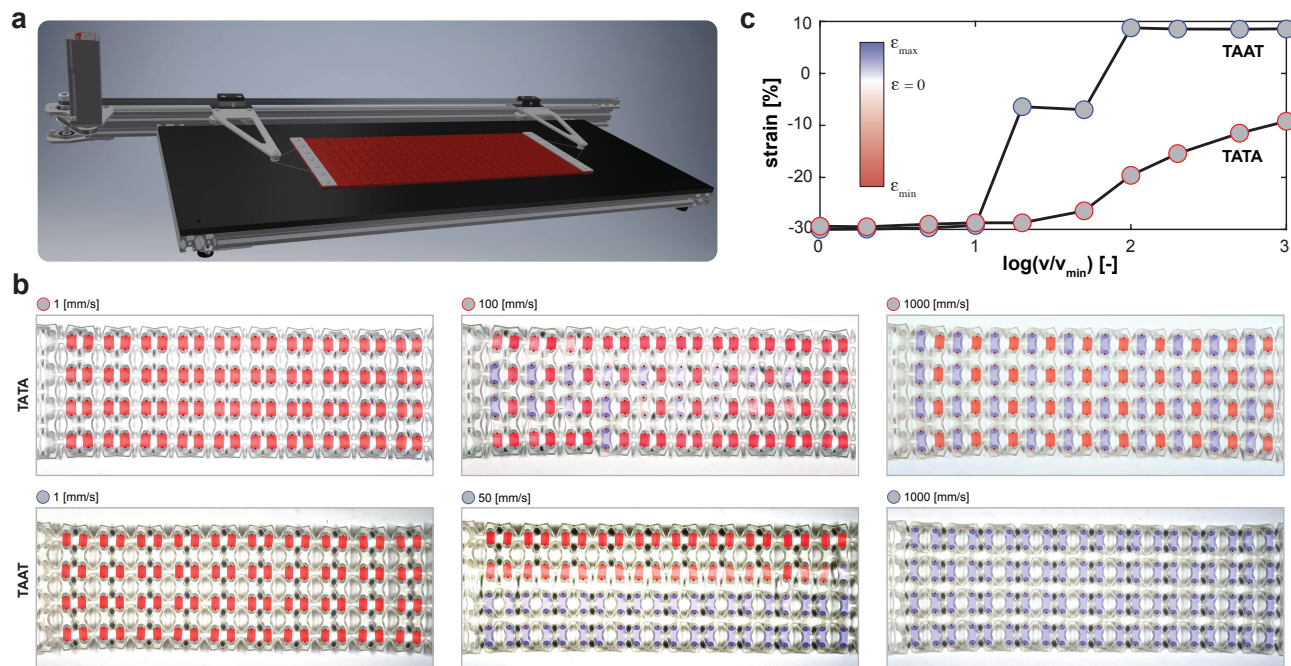 a
c
10%
0
-10
-20
-30
strain [%]
ε_max
ε = 0
ε_min
TAAT
TATA
0
1
2
3
log(v/v_min) [-]
b
1 [mm/s]
100 [mm/s]
1000 [mm/s]
TATA
1 [mm/s]
50 [mm/s]
1000 [mm/s]
TAAT